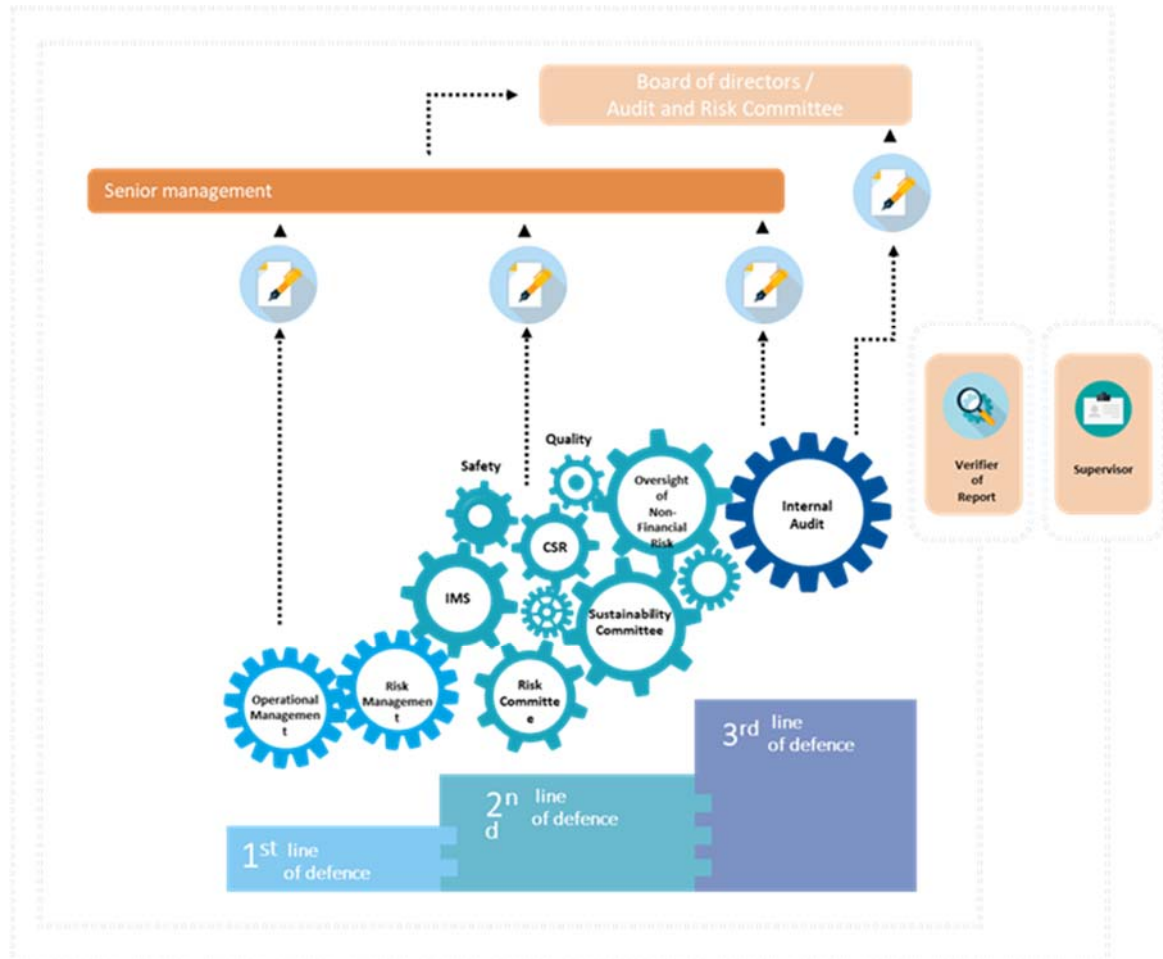 Board of directors /
Audit and Risk Committee
Senior management
Verifier
of
Report
Supervisor
Quality
Safety
Oversight
of
Non-
Financial
Risk
Internal
Audit
CSR
IMS
Sustainability
Committee
Operational
Managemen
t
Risk
Managemen
t
Risk
Committe
e
3rd line
of defence
2n line
d of defence
1st line
of defence